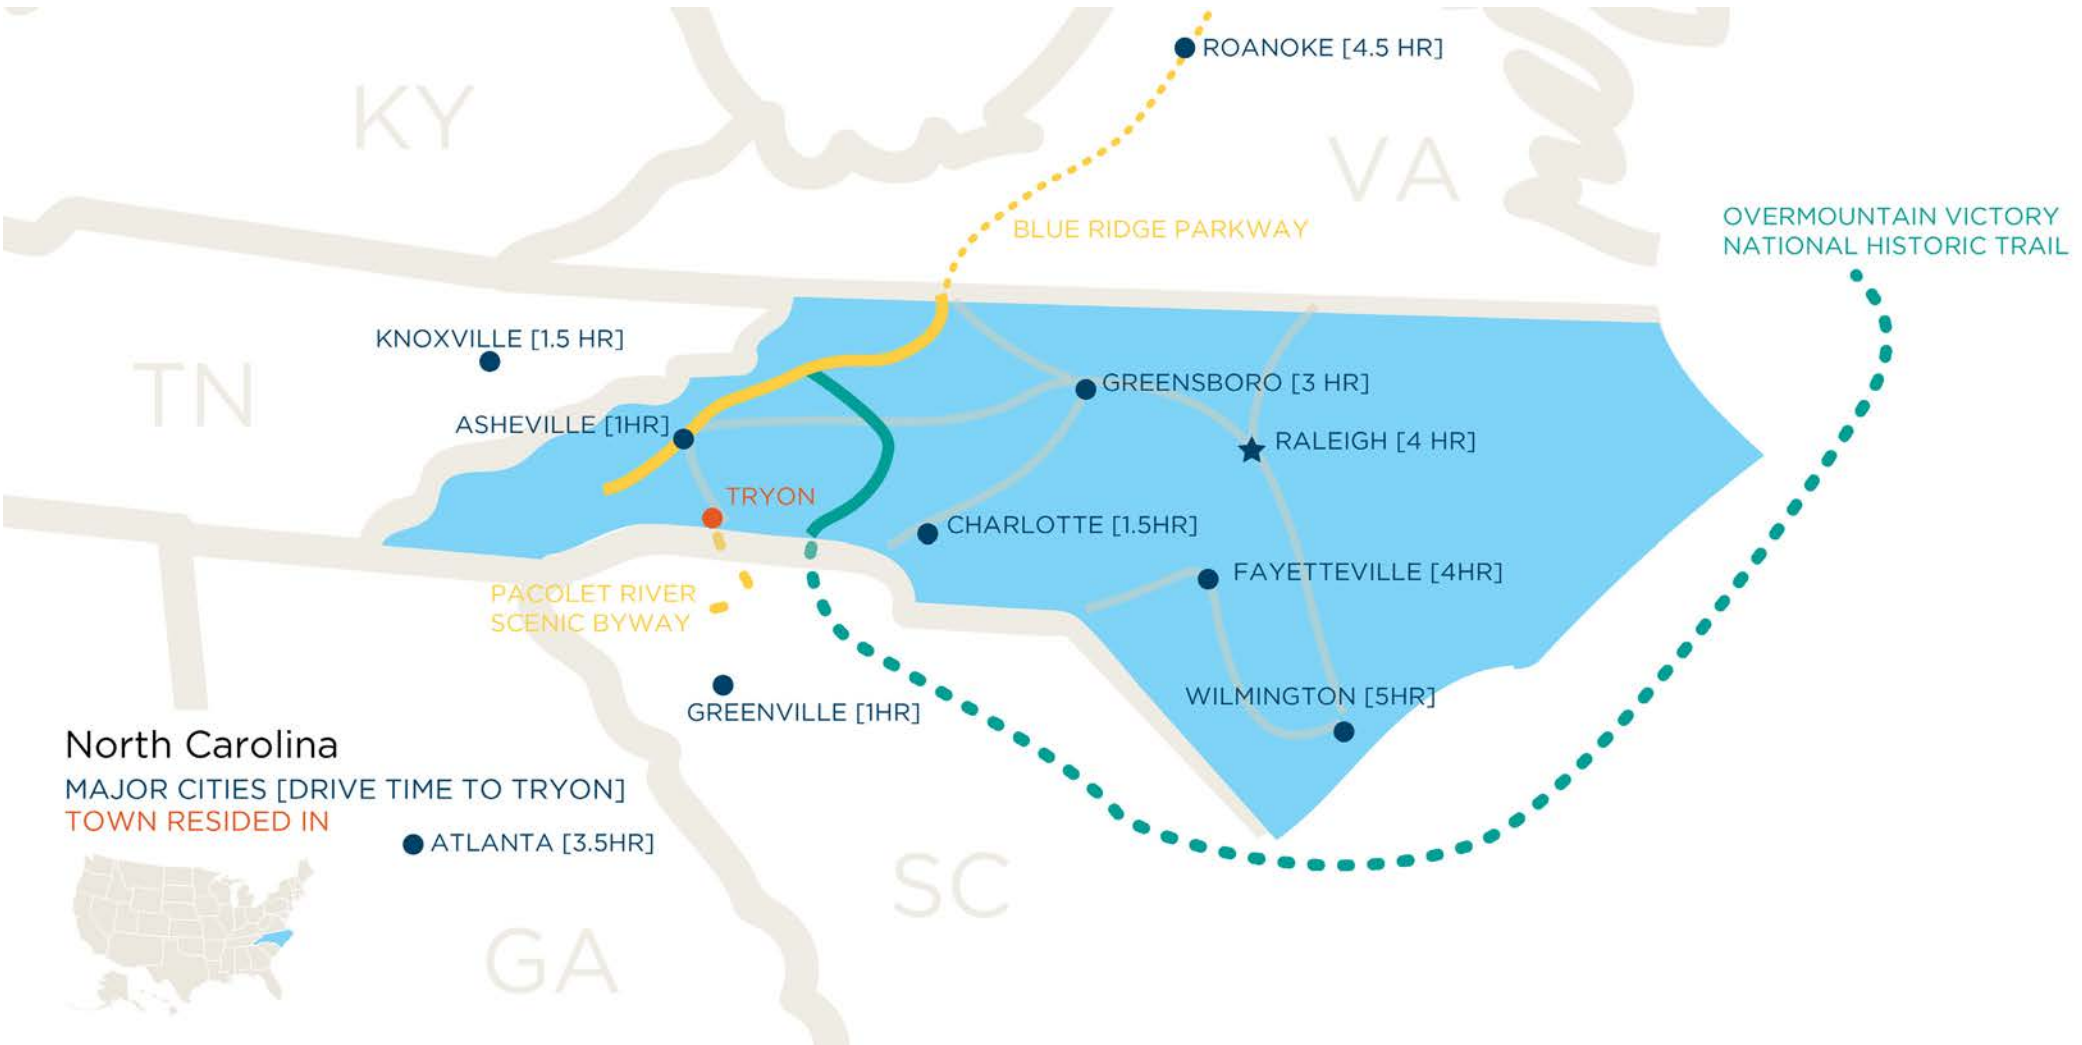 ROANOKE [4.5 HR]
KY
VA
BLUE RIDGE PARKWAY
OVERMOUNTAIN VICTORY
NATIONAL HISTORIC TRAIL
KNOXVILLE [1.5 HR]
TN
GREENSBORO [3 HR]
ASHEVILLE [1HR]
RALEIGH [4 HR]
TRYON
CHARLOTTE [1.5HR]
FAYETTEVILLE [4HR]
PACOLET RIVER
SCENIC BYWAY
WILMINGTON [5HR]
GREENVILLE [1HR]
North Carolina
MAJOR CITIES [DRIVE TIME TO TRYON]
TOWN RESIDED IN
ATLANTA [3.5HR]
SC
GA